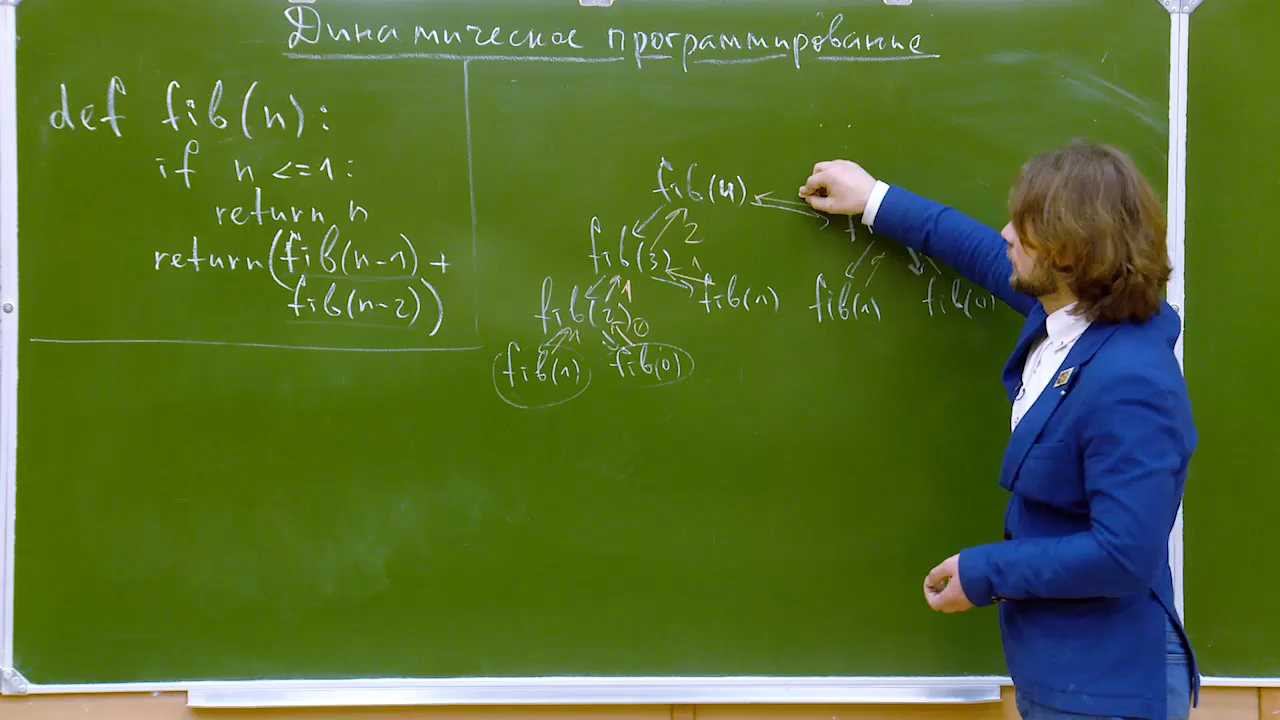 Динамическое программирование
def fib(n):
if n <= 1:
return n
return(fib(n-1) +
fib(n-2))
fib(4)
2
fib(3)
1
fib(1)
fib(1)
fib(0)
1
fib(2)
0
1
fib(1)
fib(0)